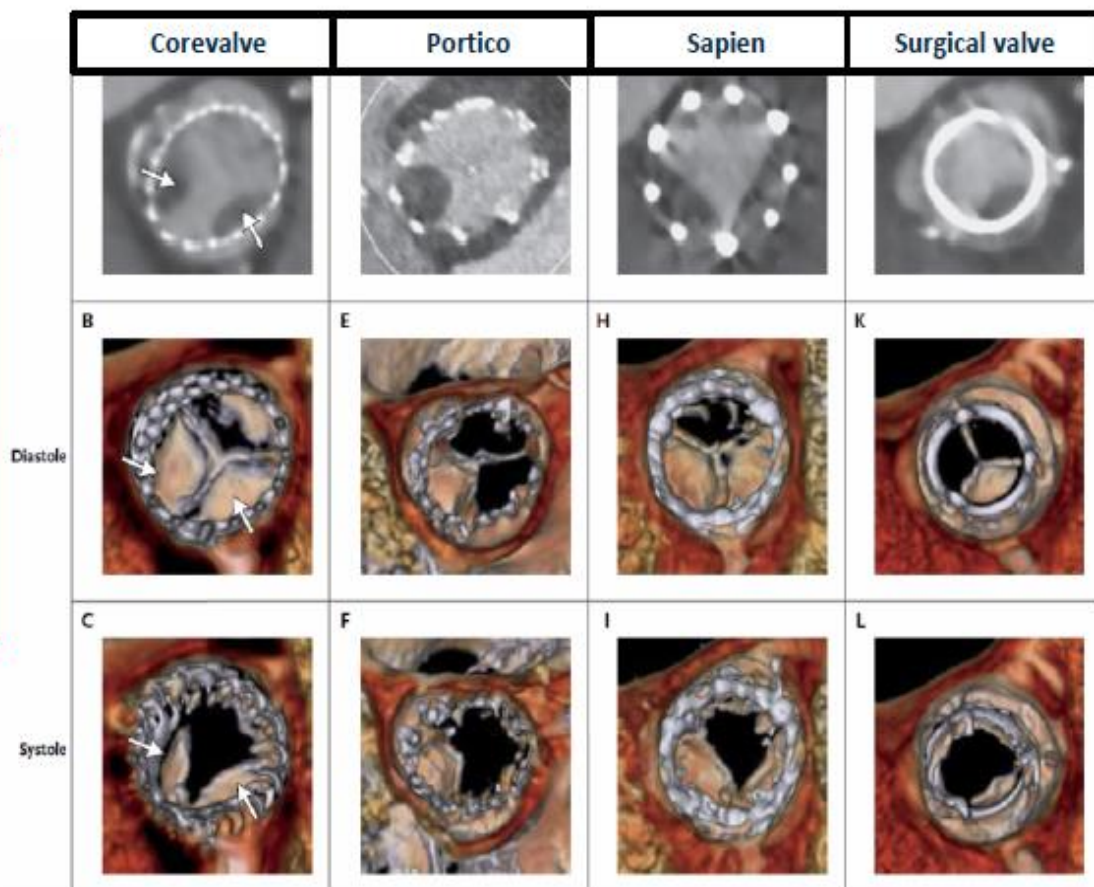 Corevalve Portico Sapien Surgical valve
B E H K
Diastole
C F I L
Systole